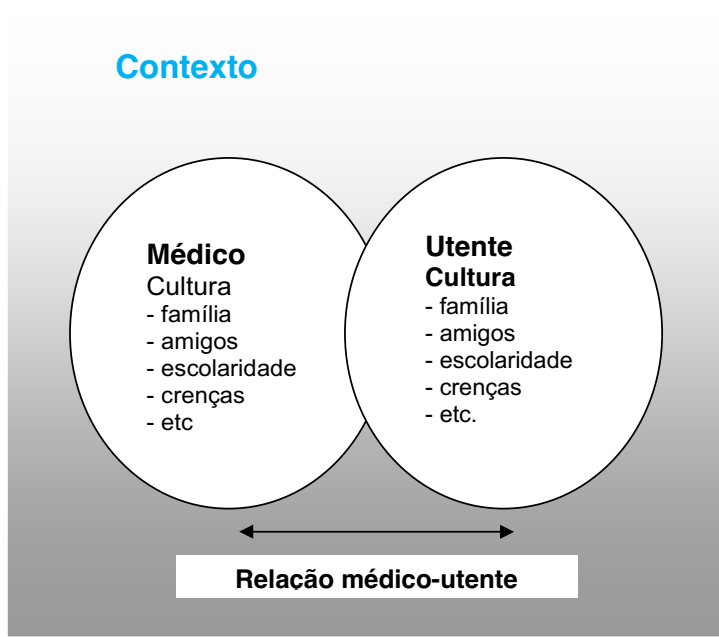 Contexto
Médico
Cultura
- família
- amigos
- escolaridade
- crenças
- etc
Utente
Cultura
- família
- amigos
- escolaridade
- crenças
- etc.
Relação médico-utente